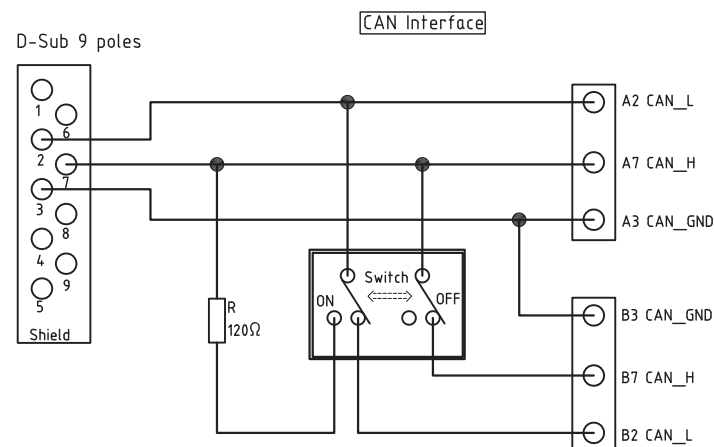 CAN Interface
D-Sub 9 poles
1
6
2
7
3
8
4
9
5
Shield
R
120Ω
Switch
ON
OFF
A2 CAN_L
A7 CAN_H
A3 CAN_GND
B3 CAN_GND
B7 CAN_H
B2 CAN_L